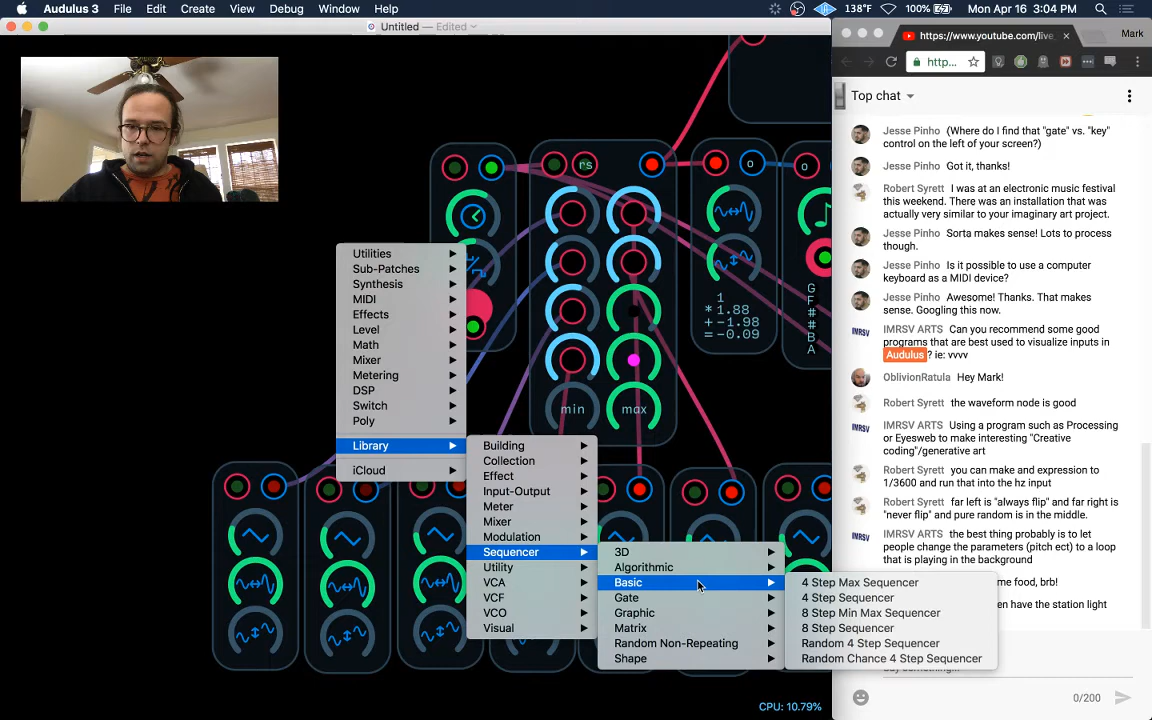 Audulus 3 File Edit Create View Debug Window Help
138°F 100% Mon Apr 16 3:04 PM
Untitled — Edited
https://www.youtube.com/live_
Mark
http...
Top chat
Jesse Pinho (Where do I find that "gate" vs. "key"
control on the left of your screen?)
Jesse Pinho Got it, thanks!
Robert Syrett I was at an electronic music festival
this weekend. There was an installation that was
actually very similar to your imaginary art project.
Jesse Pinho Sorta makes sense! Lots to process
though.
Jesse Pinho Is it possible to use a computer
keyboard as a MIDI device?
Jesse Pinho Awesome! Thanks. That makes
sense. Googling this now.
IMRSV
IMRSV ARTS Can you recommend some good
programs that are best used to visualize inputs in
Audulus ? ie: vvvv
OblivionRatula Hey Mark!
Robert Syrett the waveform node is good
IMRSV
IMRSV ARTS Using a program such as Processing
or Eyesweb to make interesting "Creative
coding"/generative art
Robert Syrett you can make and expression to
1/3600 and run that into the hz input
Robert Syrett far left is "always flip" and far right is
"never flip" and pure random is in the middle.
IMRSV
IMRSV ARTS the best thing probably is to let
people change the parameters (pitch ect) to a loop
that is playing in the background
me food, brb!
en have the station light
0/200
rs
o
o
min
max
1
* 1.88
+ -1.98
= -0.09
G
F#
#
B
A
Utilities
Sub-Patches
Synthesis
MIDI
Effects
Level
Math
Mixer
Metering
DSP
Switch
Poly
Library
iCloud
Building
Collection
Effect
Input-Output
Meter
Mixer
Modulation
Sequencer
Utility
VCA
VCF
VCO
Visual
3D
Algorithmic
Basic
Gate
Graphic
Matrix
Random Non-Repeating
Shape
4 Step Max Sequencer
4 Step Sequencer
8 Step Min Max Sequencer
8 Step Sequencer
Random 4 Step Sequencer
Random Chance 4 Step Sequencer
CPU: 10.79%